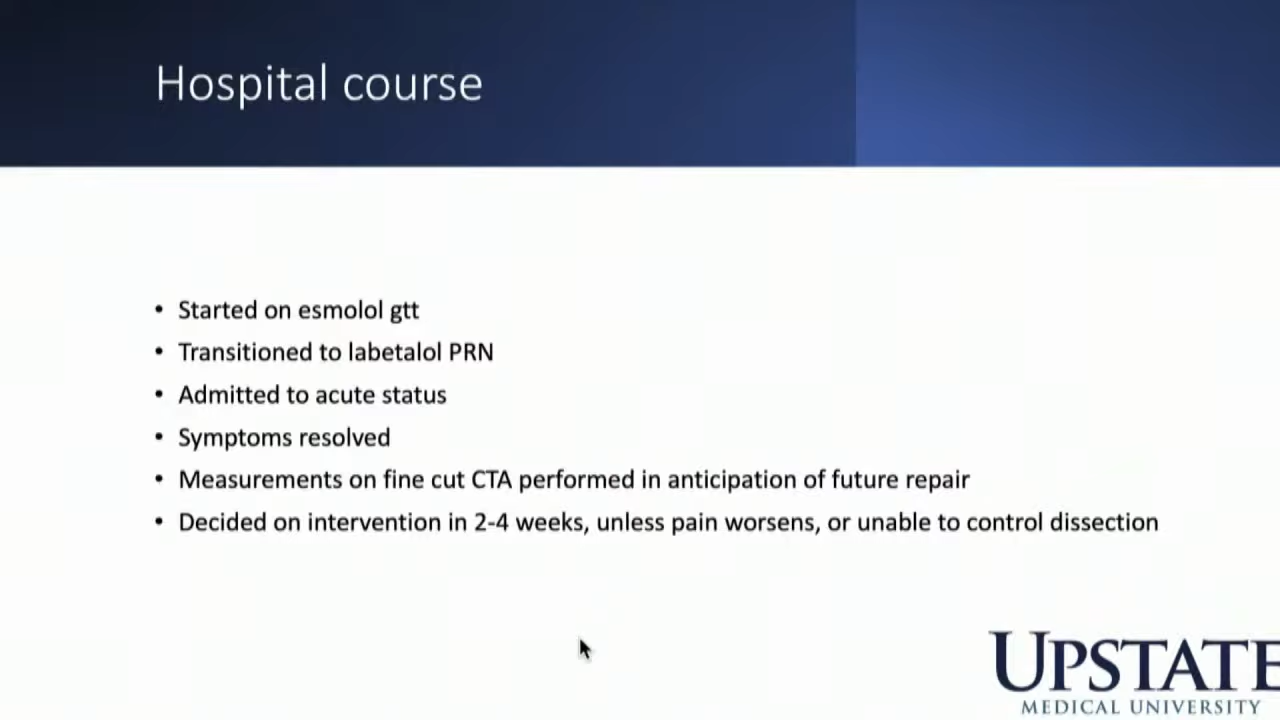 Hospital course
• Started on esmolol gtt
• Transitioned to labetalol PRN
• Admitted to acute status
• Symptoms resolved
• Measurements on fine cut CTA performed in anticipation of future repair
• Decided on intervention in 2-4 weeks, unless pain worsens, or unable to control dissection
UPSTATE
MEDICAL UNIVERSITY